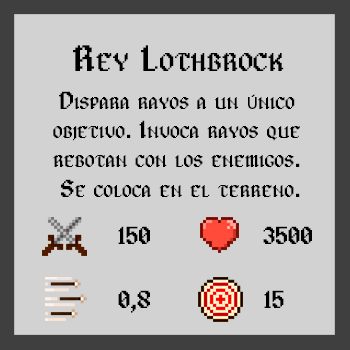 Rey Lothbrock
Dispara rayos a un único
objetivo. Invoca rayos que
rebotan con los enemigos.
Se coloca en el terreno.
150 3500
0,8 15